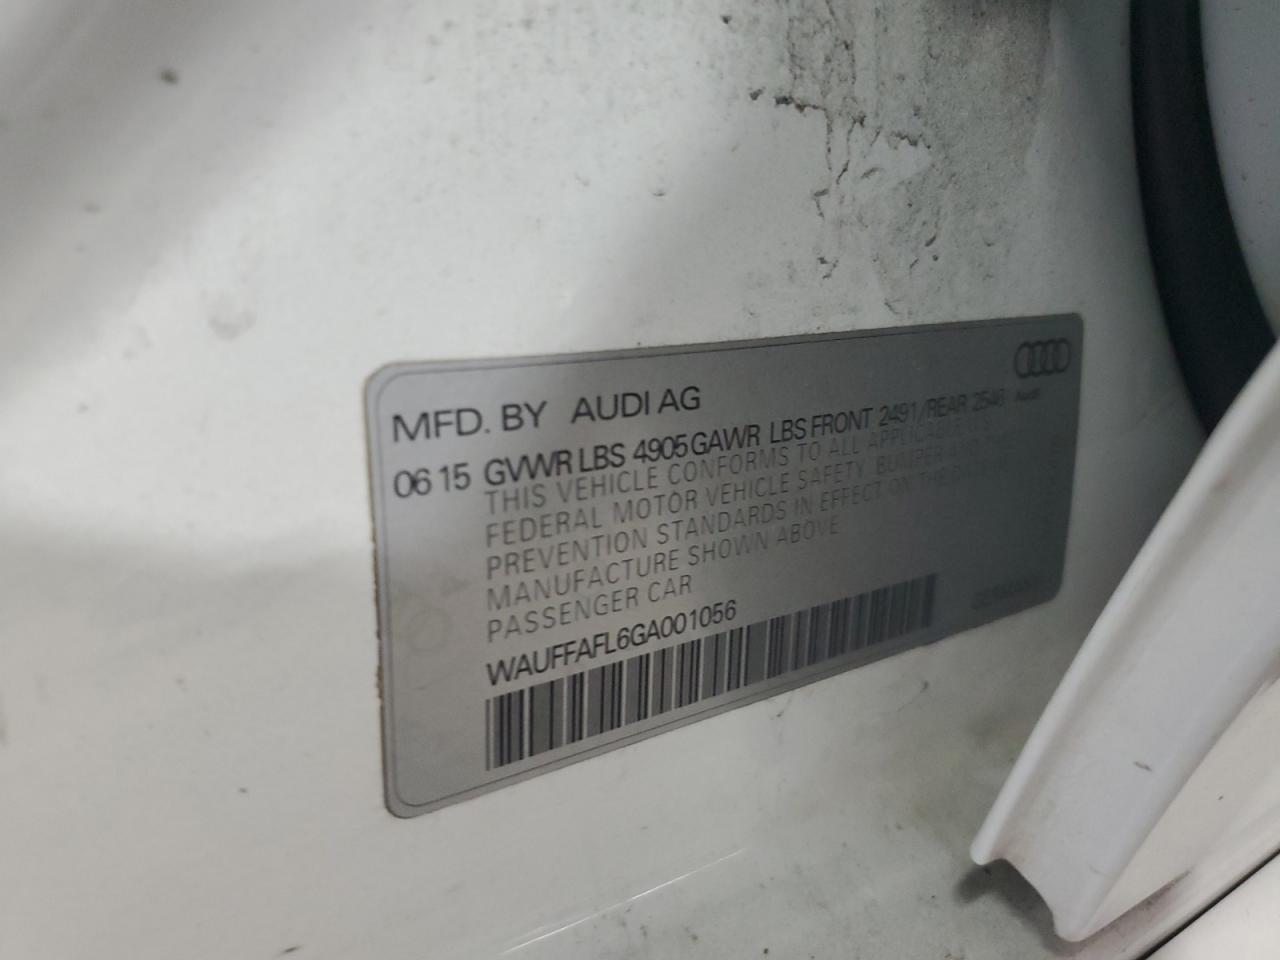 MFD. BY AUDI AG
06 15 GVWR LBS 4905 GAWR LBS FRONT 2491/REAR 2546
Audi
THIS VEHICLE CONFORMS TO ALL APPLICABLE U.S.
FEDERAL MOTOR VEHICLE SAFETY, BUMPER AND THEFT
PREVENTION STANDARDS IN EFFECT ON THE DATE OF
MANUFACTURE SHOWN ABOVE
PASSENGER CAR
WAUFFAFL6GA001056